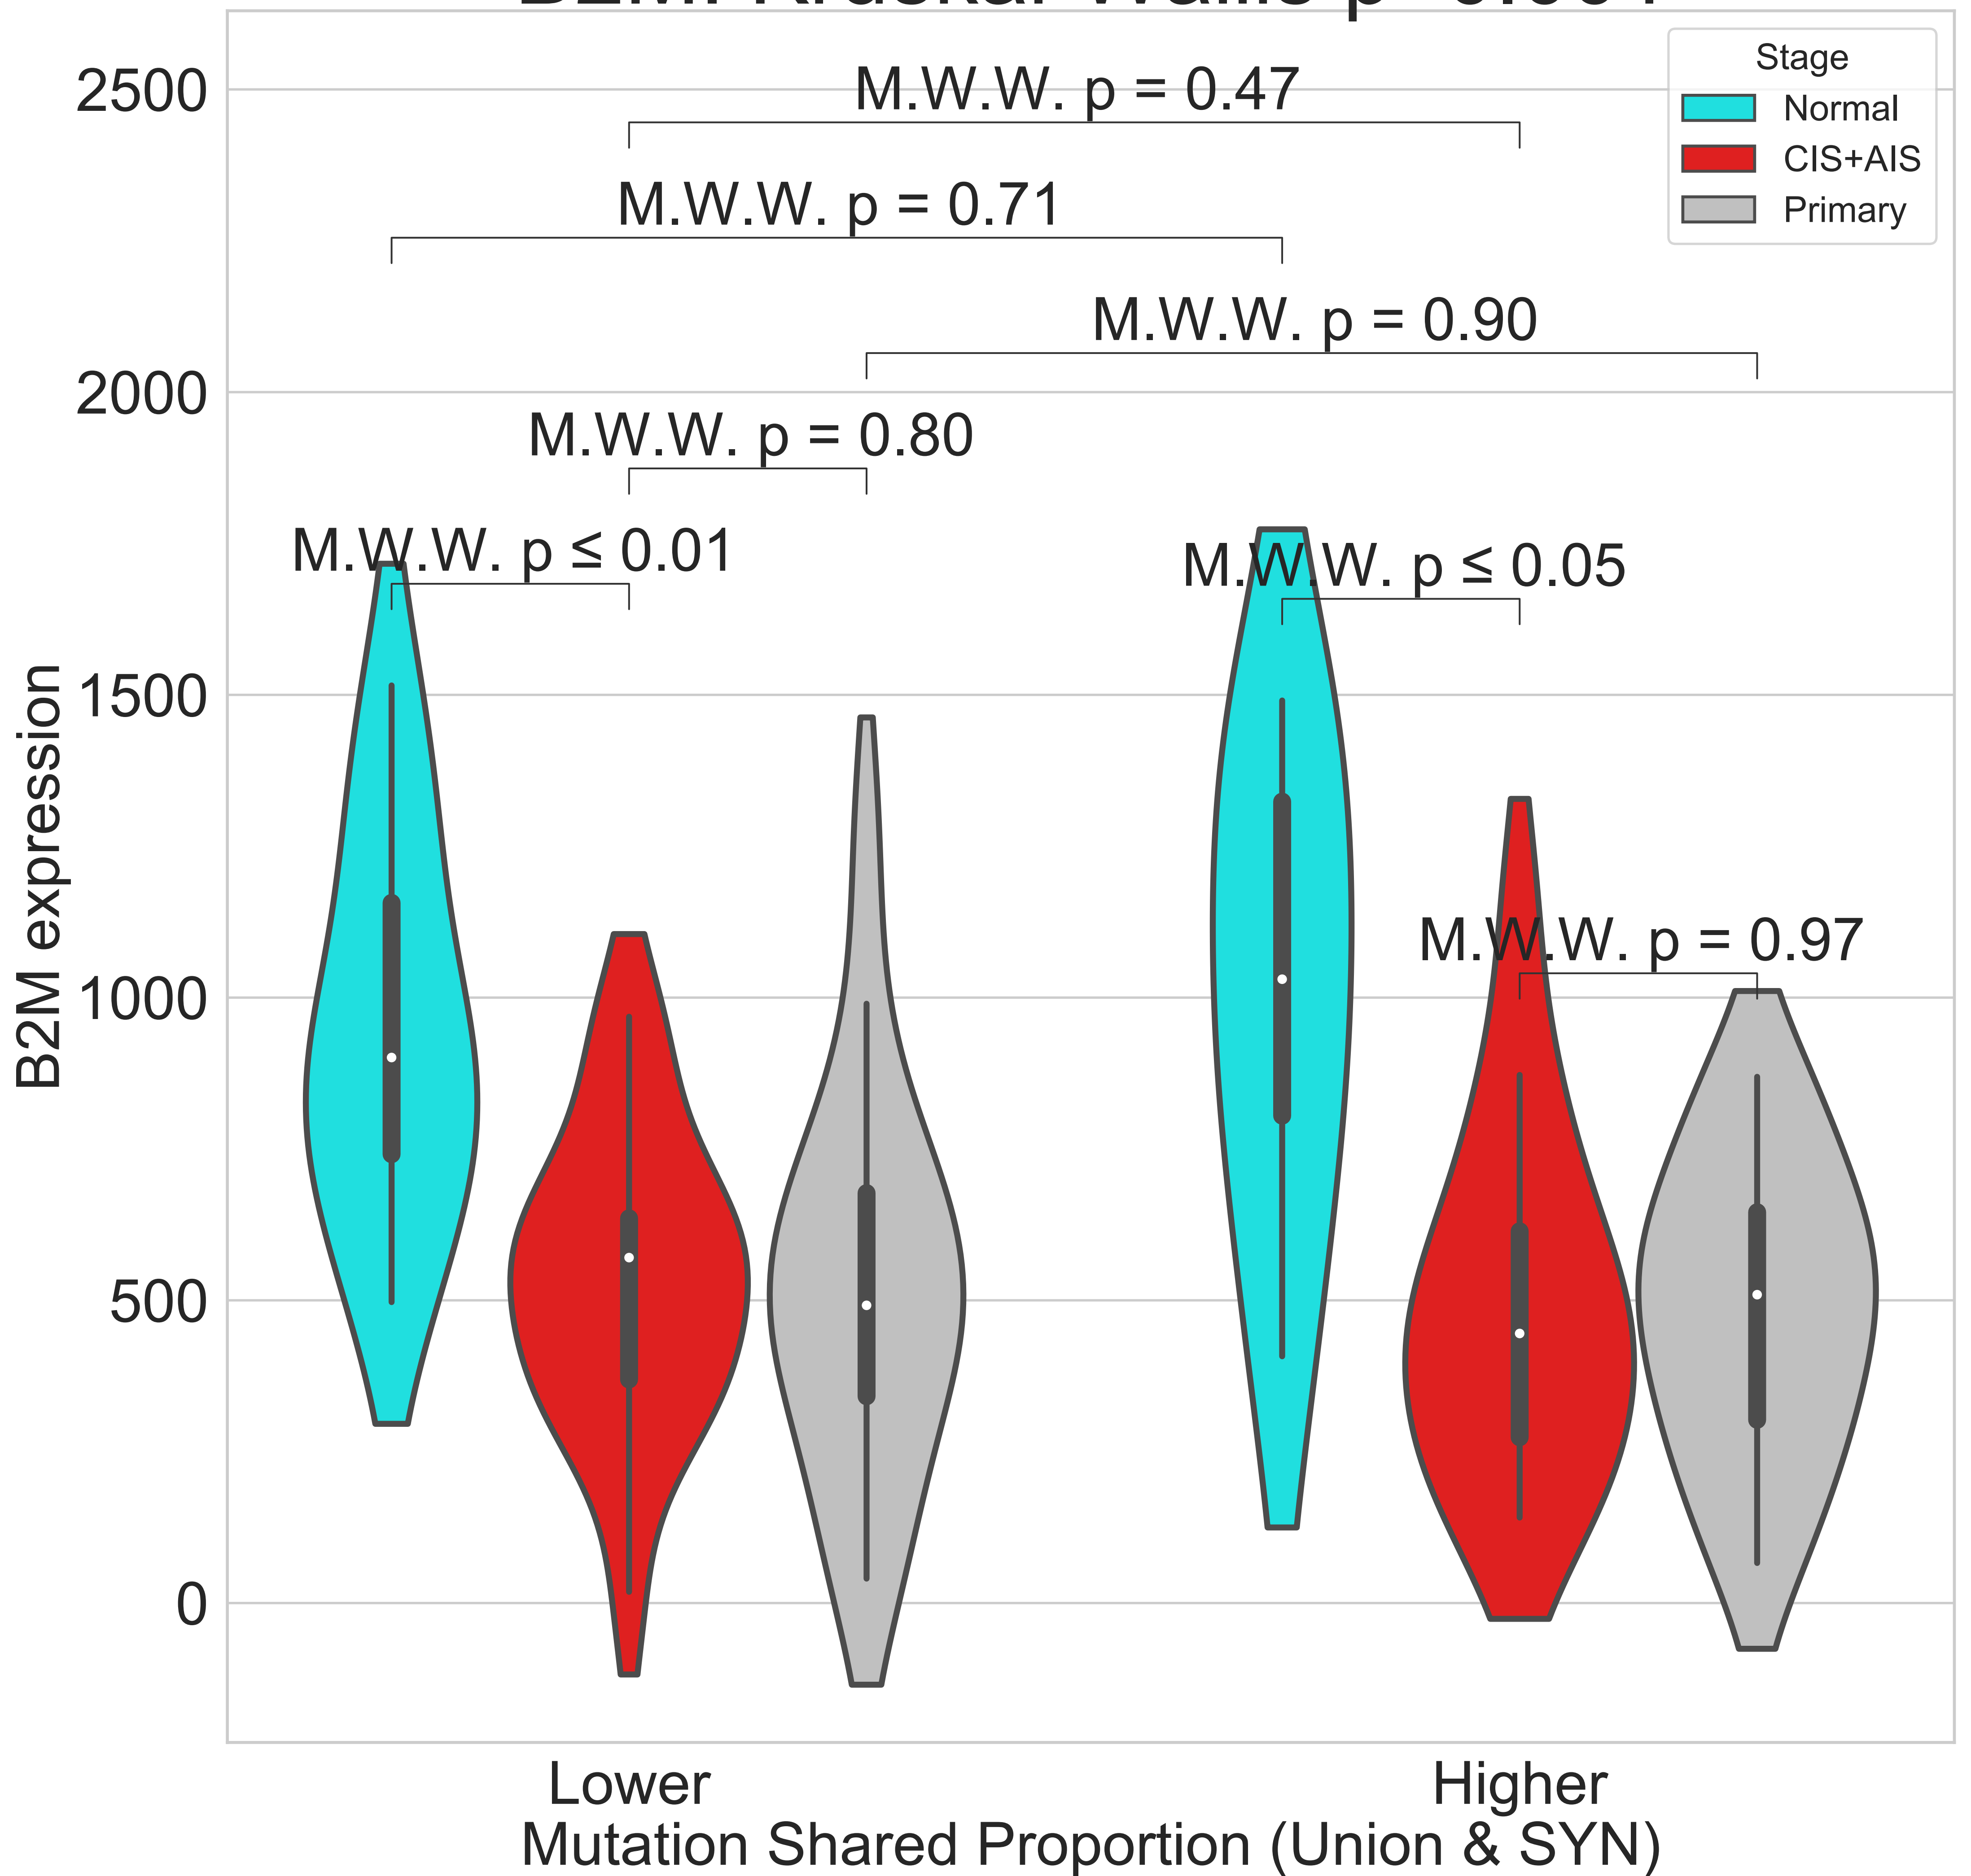 Stage
Normal
CIS+AIS
Primary
M.W.W. p = 0.47
M.W.W. p = 0.71
M.W.W. p = 0.90
M.W.W. p = 0.80
M.W.W. p ≤ 0.01
M.W.W. p ≤ 0.05
M.W.W. p = 0.97
2500
2000
1500
1000
500
0
B2M expression
Lower
Higher
Mutation Shared Proportion (Union & SYN)